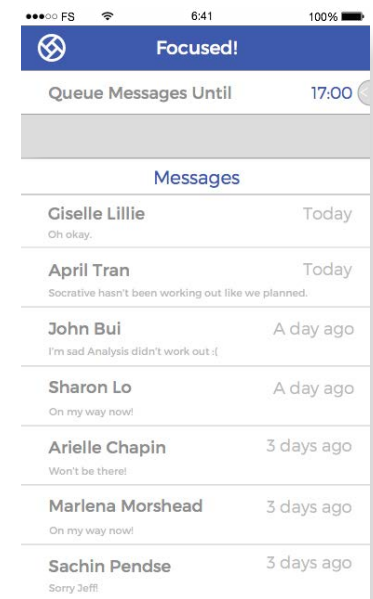 FS 6:41 100%
Focused!
Queue Messages Until 17:00
Messages
Giselle Lillie Today
Oh okay.
April Tran Today
Socrative hasn't been working out like we planned.
John Bui A day ago
I'm sad Analysis didn't work out :(
Sharon Lo A day ago
On my way now!
Arielle Chapin 3 days ago
Won't be there!
Marlena Morshead 3 days ago
On my way now!
Sachin Pendse 3 days ago
Sorry Jeff!